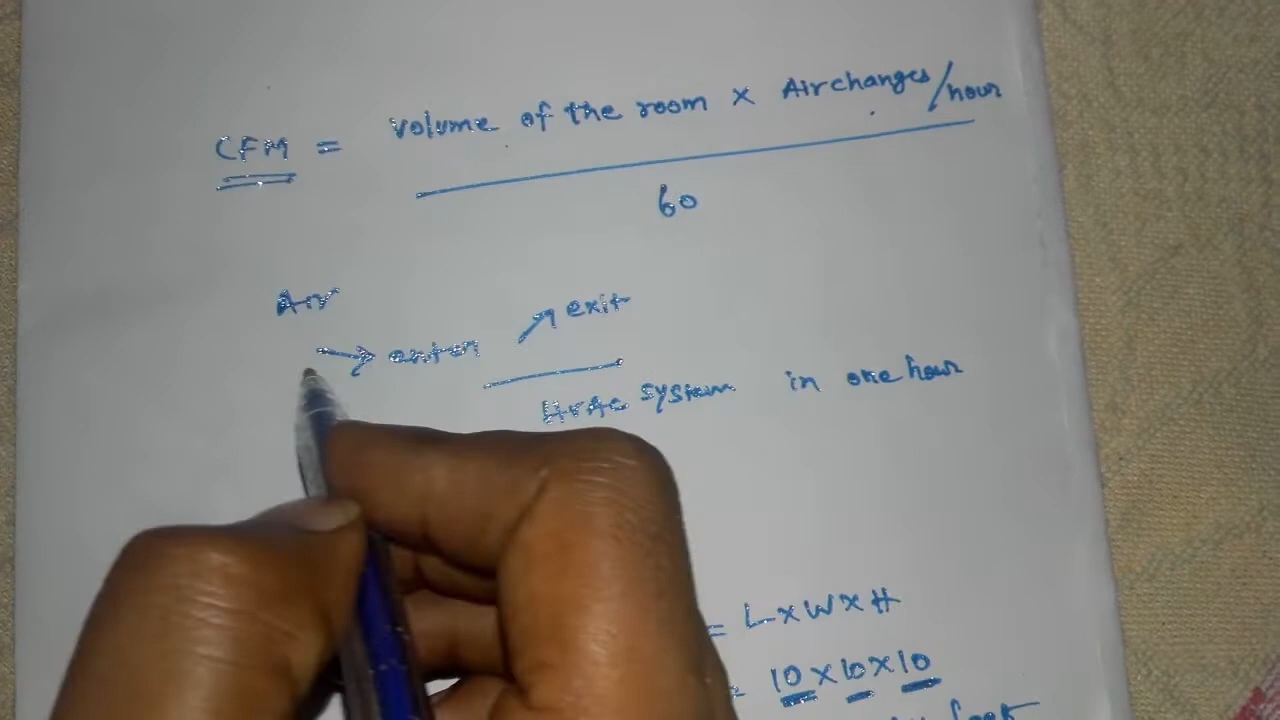 CFM = volume of the room × Airchanges/hour
60
Air
→ enter ↗ exit
HVAC system in one hour
= L×W×H
= 10×10×10